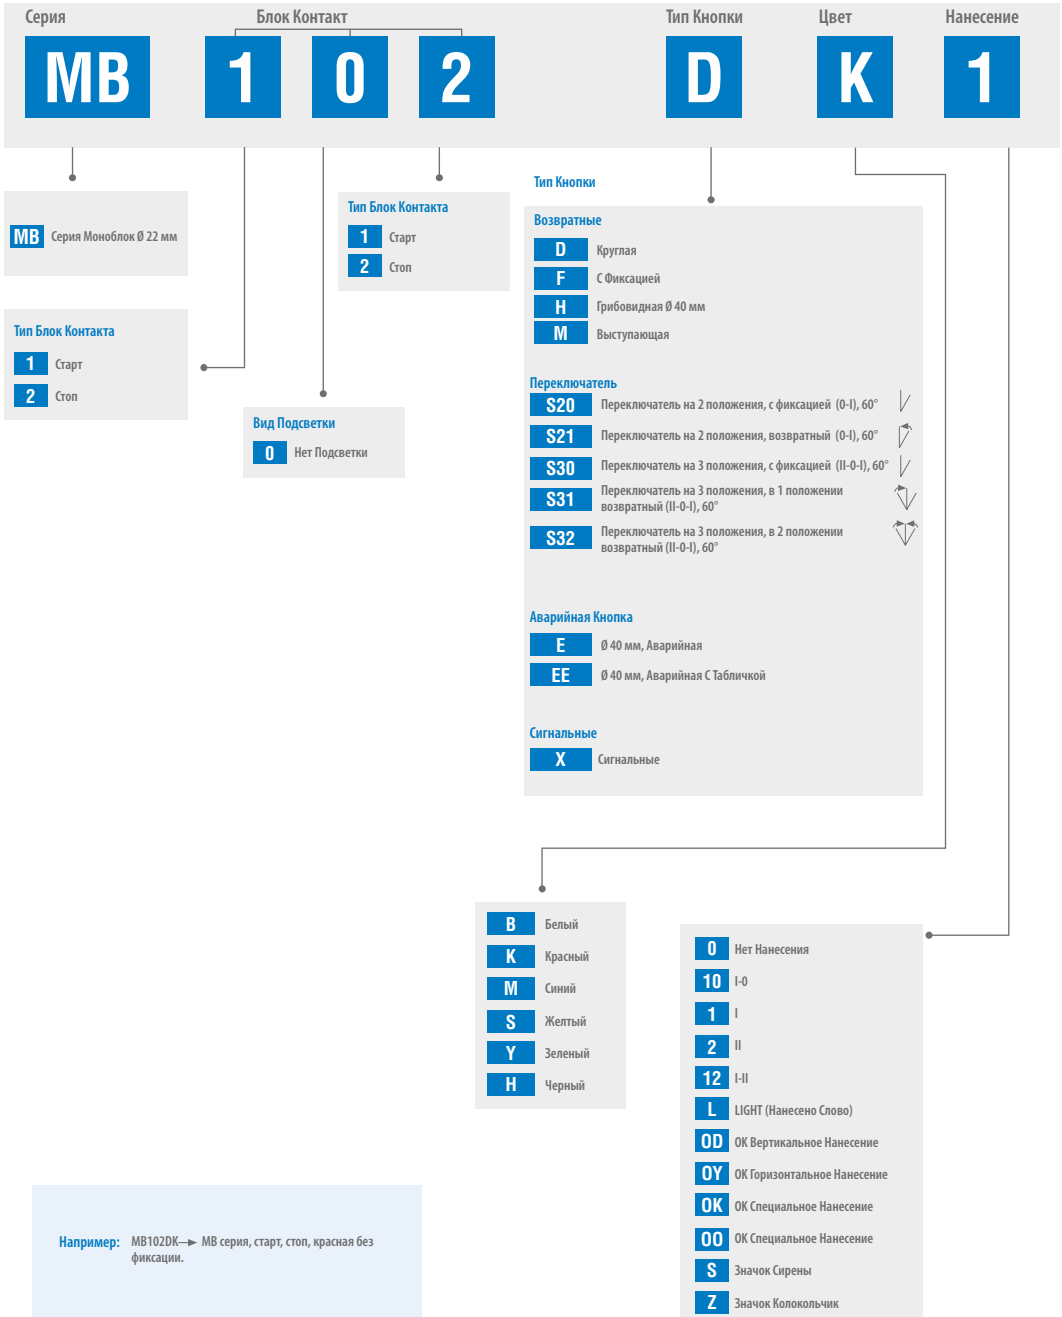 Серия Блок Контакт Тип Кнопки Цвет Нанесение
MB 1 0 2 D K 1
MB Серия Моноблок Ø 22 мм
Тип Блок Контакта
1 Старт
2 Стоп
Тип Блок Контакта
1 Старт
2 Стоп
Вид Подсветки
0 Нет Подсветки
Тип Кнопки
Возвратные
D Круглая
F С Фиксацией
H Грибовидная Ø 40 мм
M Выступающая
Переключатель
S20 Переключатель на 2 положения, с фиксацией (0-I), 60°
S21 Переключатель на 2 положения, возвратный (0-I), 60°
S30 Переключатель на 3 положения, с фиксацией (II-0-I), 60°
S31 Переключатель на 3 положения, в 1 положении
возвратный (II-0-I), 60°
S32 Переключатель на 3 положения, в 2 положении
возвратный (II-0-I), 60°
Аварийная Кнопка
E Ø 40 мм, Аварийная
EE Ø 40 мм, Аварийная С Табличкой
Сигнальные
X Сигнальные
B Белый
K Красный
M Синий
S Желтый
Y Зеленый
H Черный
0 Нет Нанесения
10 I-0
1 I
2 II
12 I-II
L LIGHT (Нанесено Слово)
OD ОК Вертикальное Нанесение
OY ОК Горизонтальное Нанесение
OK ОК Специальное Нанесение
OO ОК Специальное Нанесение
S Значок Сирены
Z Значок Колокольчик
Например: MB102DK→ MB серия, старт, стоп, красная без
фиксации.